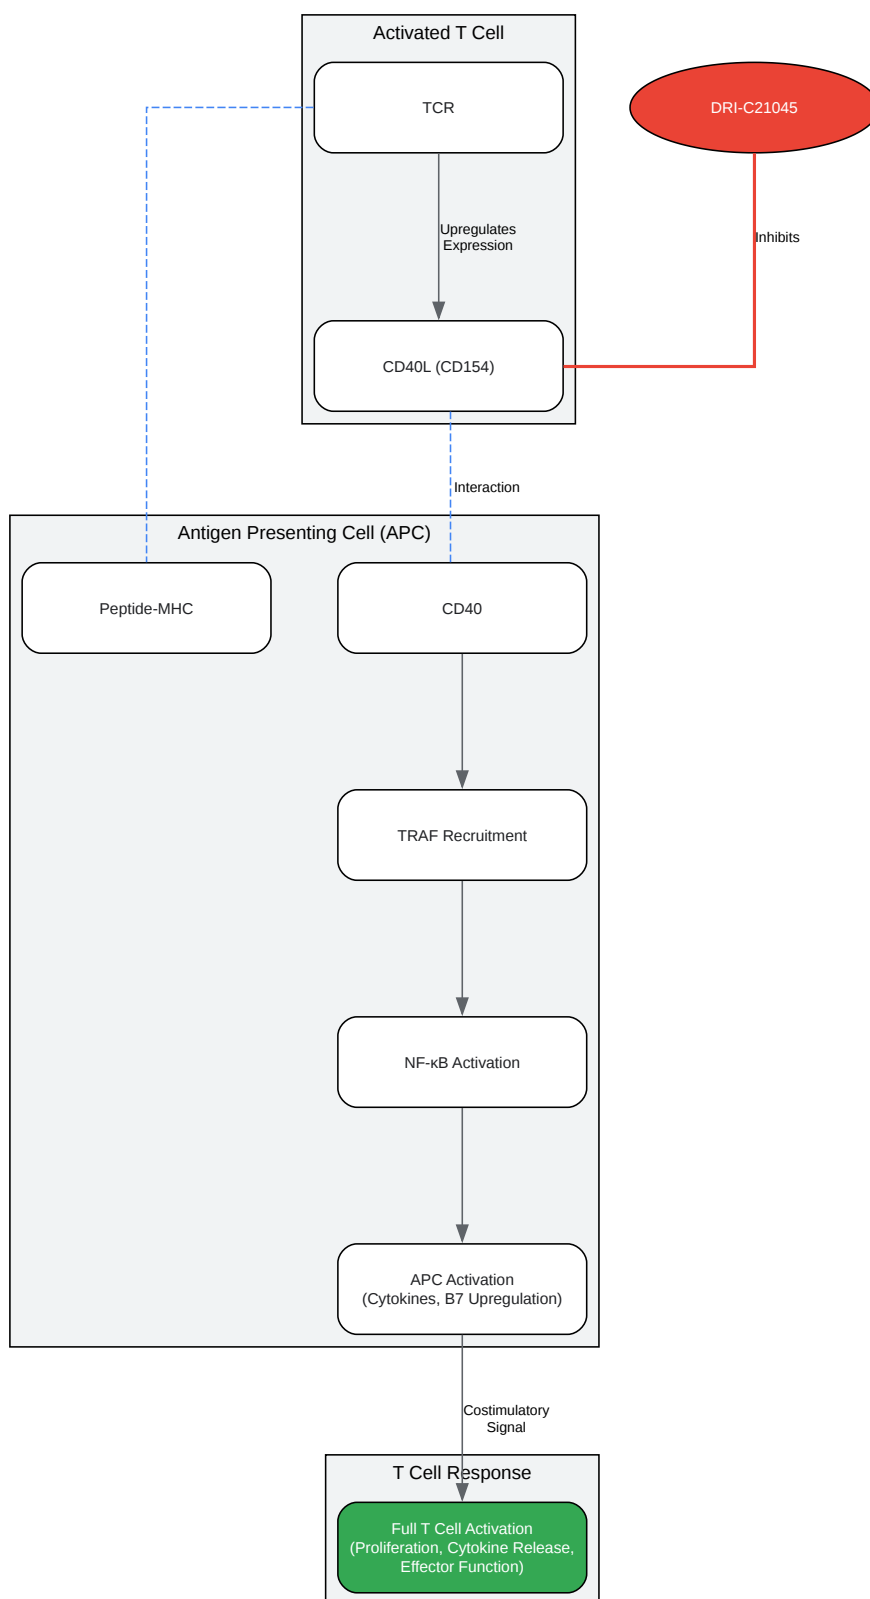 Activated T Cell
TCR
DRI-C21045
Upregulates
Expression
Inhibits
CD40L (CD154)
Interaction
Antigen Presenting Cell (APC)
Peptide-MHC
CD40
TRAF Recruitment
NF-κB Activation
APC Activation
(Cytokines, B7 Upregulation)
Costimulatory
Signal
T Cell Response
Full T Cell Activation
(Proliferation, Cytokine Release,
Effector Function)